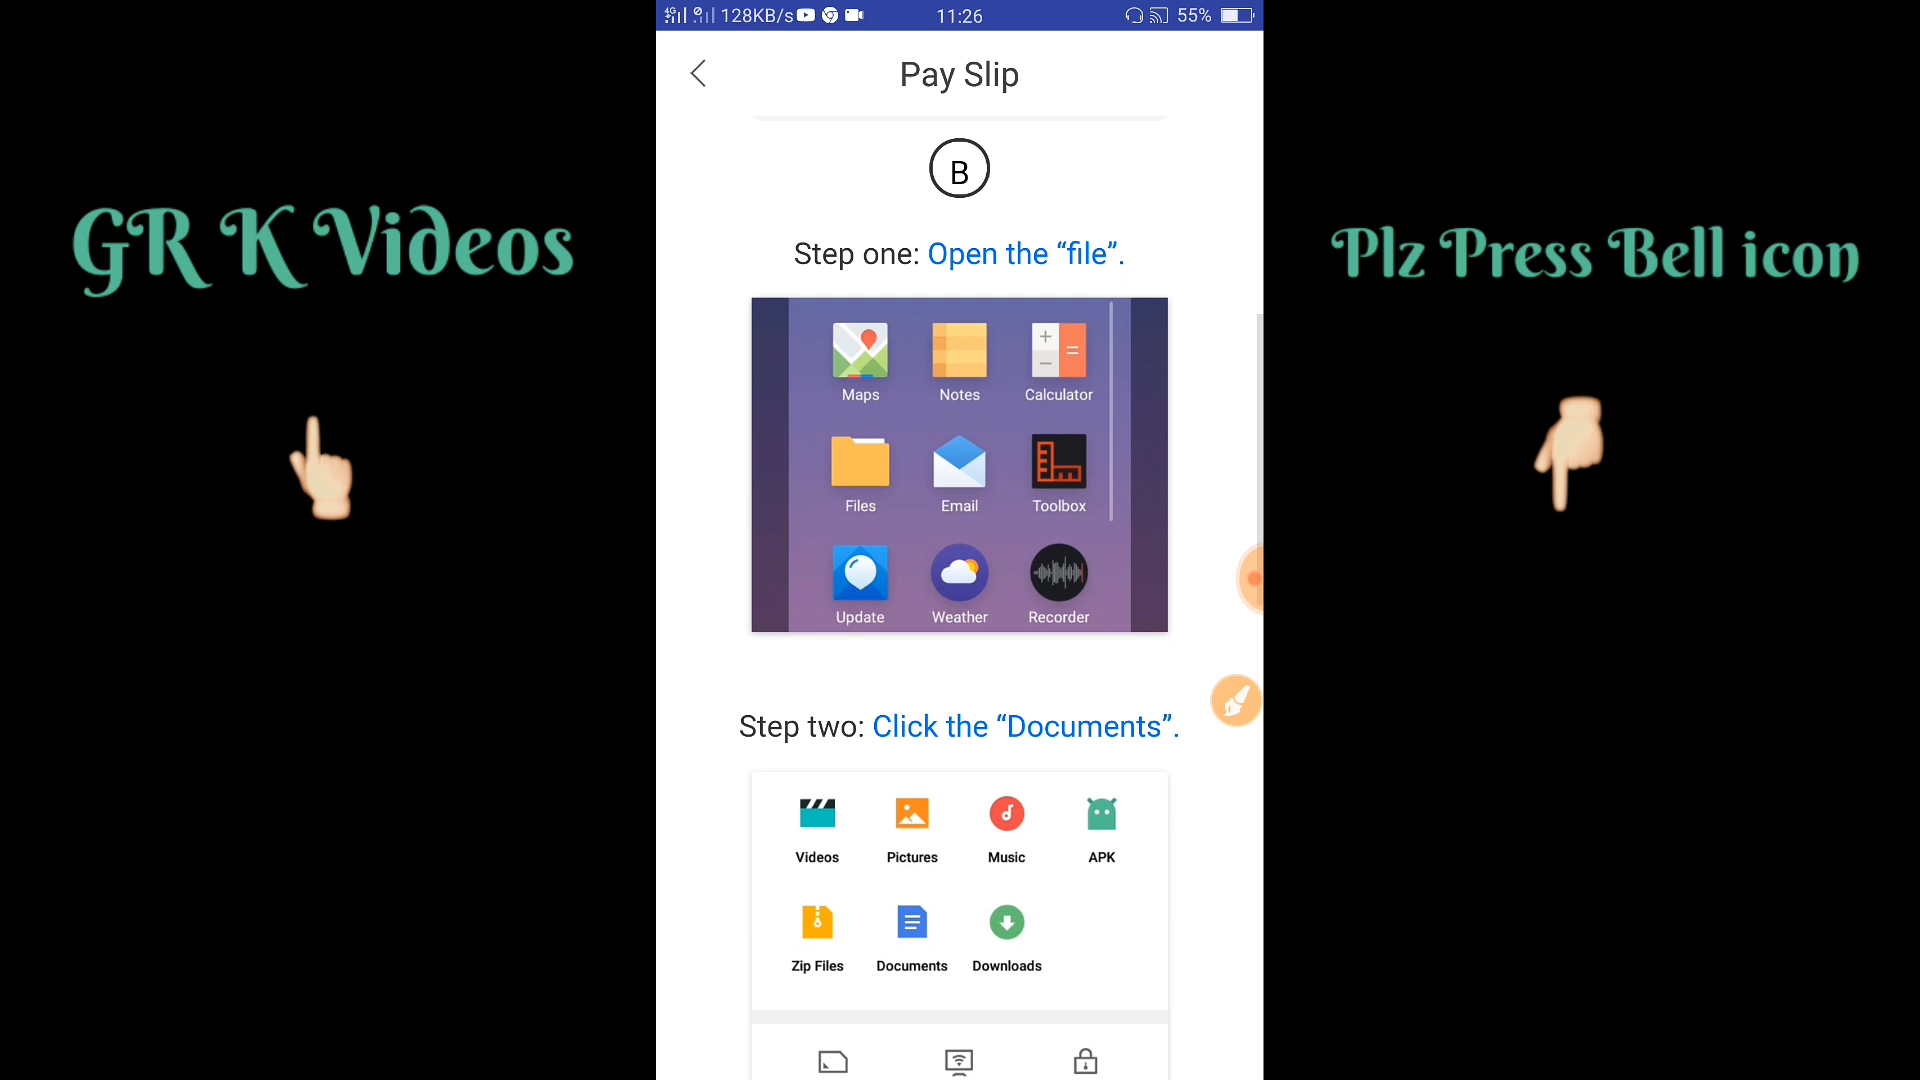 128KB/s 11:26 55%
Pay Slip
GR K Videos
Plz Press Bell icon
B
Step one: Open the “file”.
Maps Notes Calculator
Files Email Toolbox
Update Weather Recorder
Step two: Click the “Documents”.
Videos Pictures Music APK
Zip Files Documents Downloads